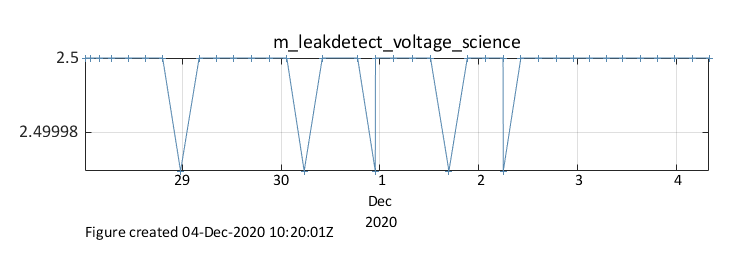 m_leakdetect_voltage_science
2.5
2.49998
29 30 1 2 3 4
Dec
2020
Figure created 04-Dec-2020 10:20:01Z